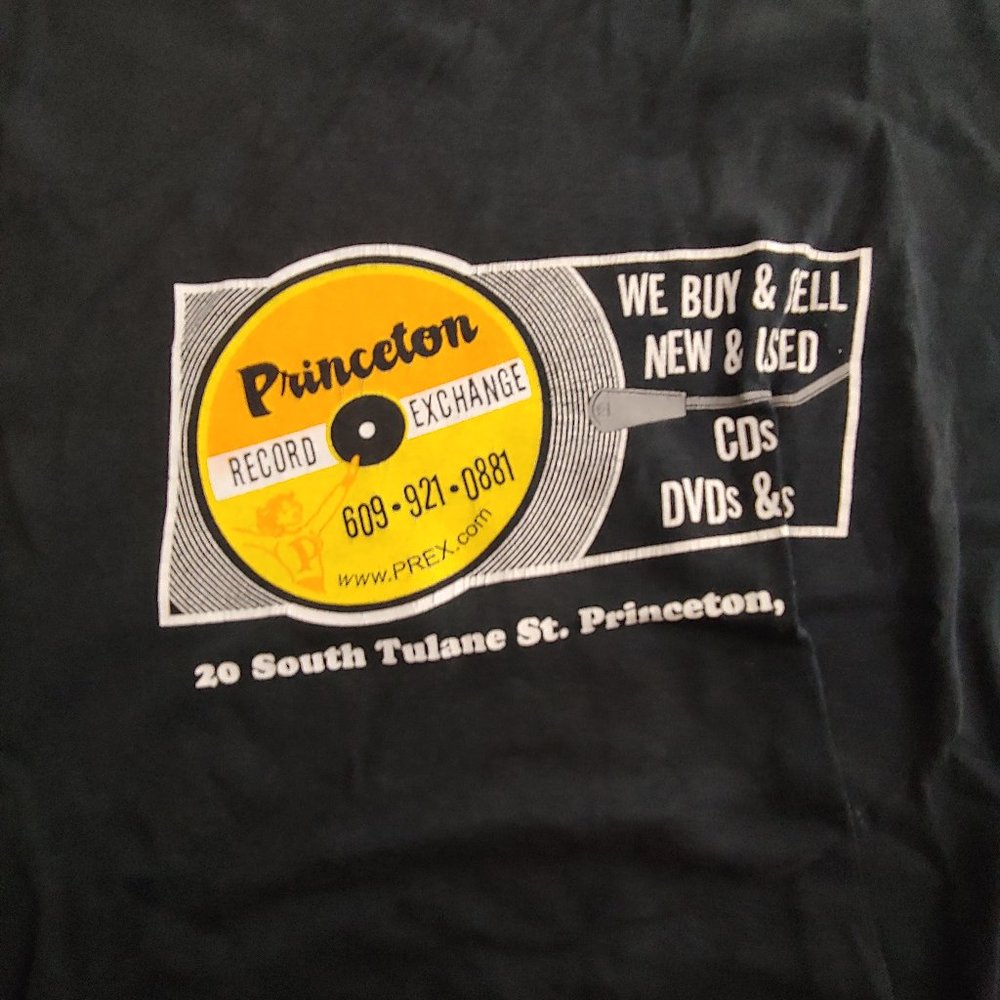 Princeton
RECORD EXCHANGE
609•921•0881
www.PREX.com
P
WE BUY & SELL
NEW & USED
CDs
DVDs &
20 South Tulane St. Princeton,